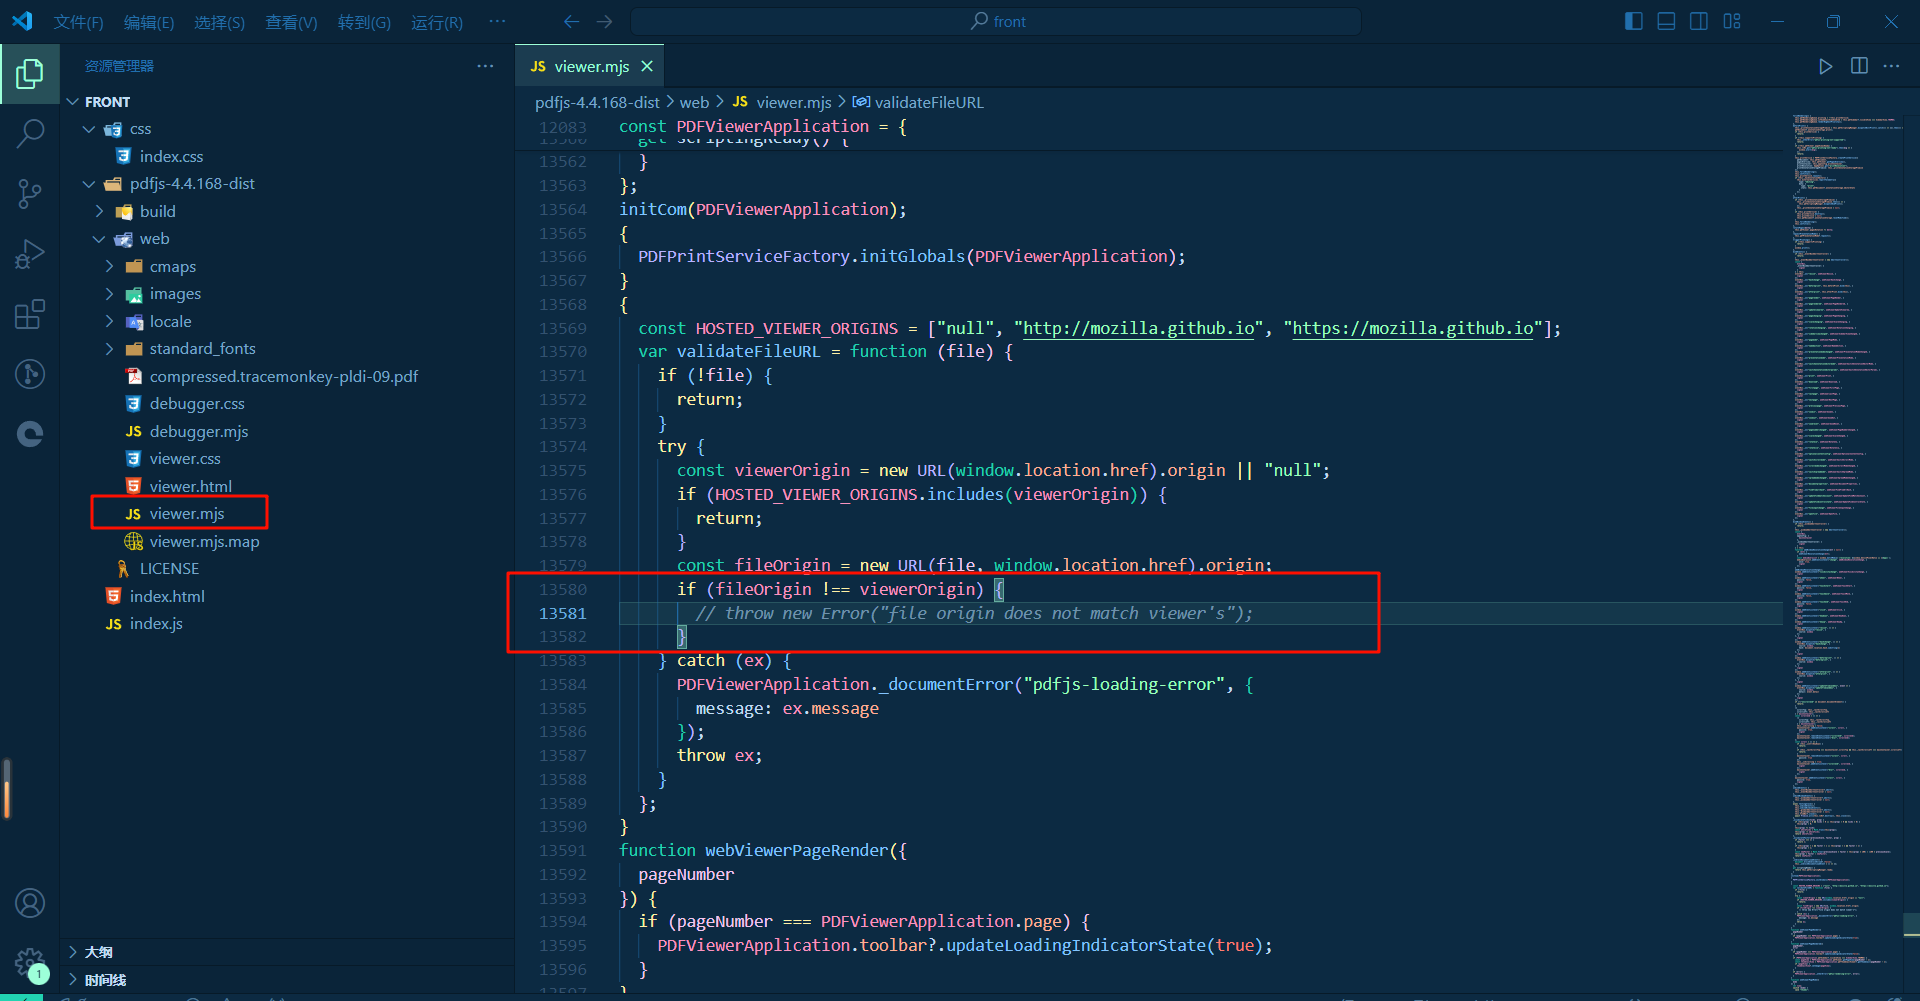 文件(F) 编辑(E) 选择(S) 查看(V) 转到(G) 运行(R) ··· front
资源管理器 ···
FRONT
css
index.css
pdfjs-4.4.168-dist
build
web
cmaps
images
locale
standard_fonts
compressed.tracemonkey-pldi-09.pdf
debugger.css
JS debugger.mjs
viewer.css
viewer.html
JS viewer.mjs
viewer.mjs.map
LICENSE
index.html
JS index.js
大纲
时间线
1
JS viewer.mjs
pdfjs-4.4.168-dist > web > JS viewer.mjs > validateFileURL
12083 const PDFViewerApplication = {
13560 get scriptingReady() {
13562 }
13563 };
13564 initCom(PDFViewerApplication);
13565 {
13566 PDFPrintServiceFactory.initGlobals(PDFViewerApplication);
13567 }
13568 {
13569 const HOSTED_VIEWER_ORIGINS = ["null", "http://mozilla.github.io", "https://mozilla.github.io"];
13570 var validateFileURL = function (file) {
13571 if (!file) {
13572 return;
13573 }
13574 try {
13575 const viewerOrigin = new URL(window.location.href).origin || "null";
13576 if (HOSTED_VIEWER_ORIGINS.includes(viewerOrigin)) {
13577 return;
13578 }
13579 const fileOrigin = new URL(file, window.location.href).origin;
13580 if (fileOrigin !== viewerOrigin) {
13581 // throw new Error("file origin does not match viewer's");
13582 }
13583 } catch (ex) {
13584 PDFViewerApplication._documentError("pdfjs-loading-error", {
13585 message: ex.message
13586 });
13587 throw ex;
13588 }
13589 };
13590 }
13591 function webViewerPageRender({
13592 pageNumber
13593 }) {
13594 if (pageNumber === PDFViewerApplication.page) {
13595 PDFViewerApplication.toolbar?.updateLoadingIndicatorState(true);
13596 }
13597 }